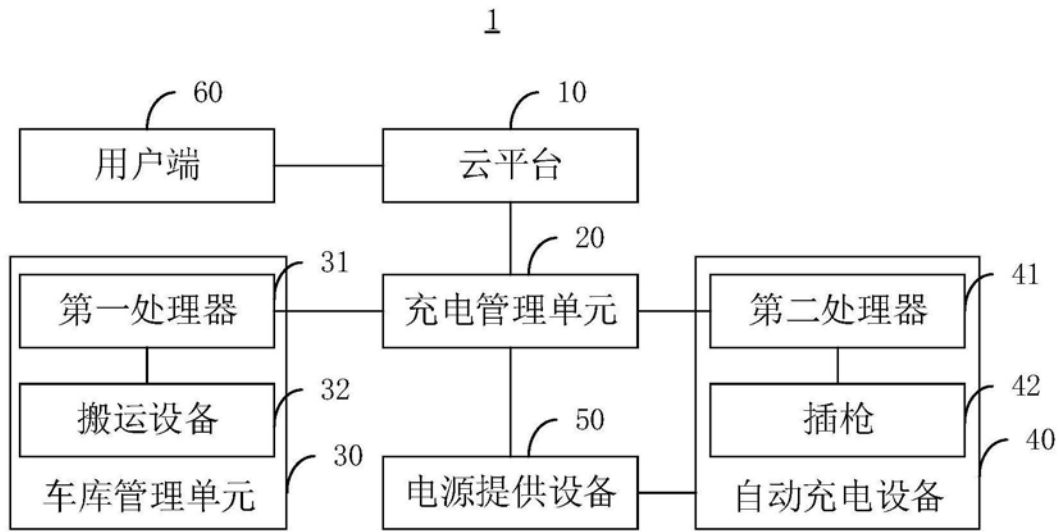 1
60
10
用户端
云平台
20
31
41
第一处理器
充电管理单元
第二处理器
32
42
搬运设备
插枪
50
30
40
车库管理单元
电源提供设备
自动充电设备